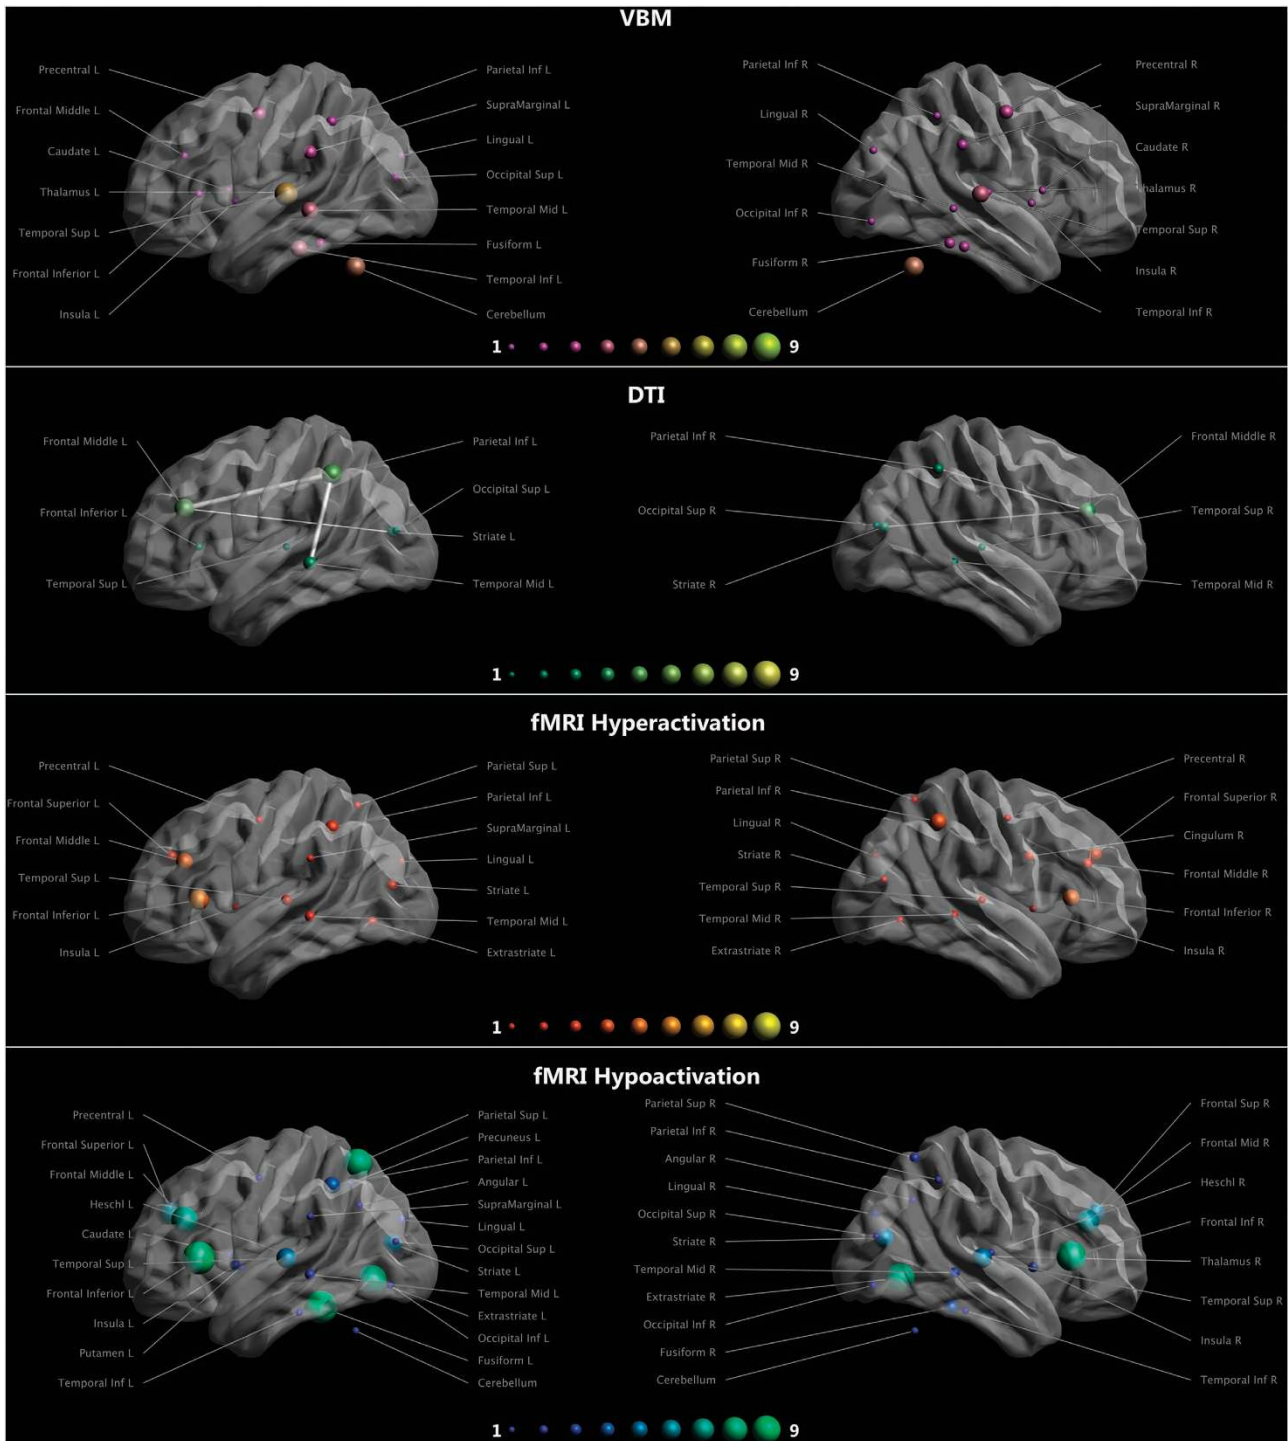 VBM
Precentral L
Frontal Middle L
Caudate L
Thalamus L
Temporal Sup L
Frontal Inferior L
Insula L
Parietal Inf L
SupraMarginal L
Lingual L
Occipital Sup L
Temporal Mid L
Fusiform L
Temporal Inf L
Cerebellum
Parietal Inf R
Lingual R
Temporal Mid R
Occipital Inf R
Fusiform R
Cerebellum
Precentral R
SupraMarginal R
Caudate R
Thalamus R
Temporal Sup R
Insula R
Temporal Inf R
1 9
DTI
Frontal Middle L
Frontal Inferior L
Temporal Sup L
Parietal Inf L
Occipital Sup L
Striate L
Temporal Mid L
Parietal Inf R
Occipital Sup R
Striate R
Frontal Middle R
Temporal Sup R
Temporal Mid R
1 9
fMRI Hyperactivation
Precentral L
Frontal Superior L
Frontal Middle L
Temporal Sup L
Frontal Inferior L
Insula L
Parietal Sup L
Parietal Inf L
SupraMarginal L
Lingual L
Striate L
Temporal Mid L
Extrastriate L
Parietal Sup R
Parietal Inf R
Lingual R
Striate R
Temporal Sup R
Temporal Mid R
Extrastriate R
Precentral R
Frontal Superior R
Cingulum R
Frontal Middle R
Frontal Inferior R
Insula R
1 9
fMRI Hypoactivation
Precentral L
Frontal Superior L
Frontal Middle L
Heschl L
Caudate L
Temporal Sup L
Frontal Inferior L
Insula L
Putamen L
Temporal Inf L
Parietal Sup L
Precuneus L
Parietal Inf L
Angular L
SupraMarginal L
Lingual L
Occipital Sup L
Striate L
Temporal Mid L
Extrastriate L
Occipital Inf L
Fusiform L
Cerebellum
Parietal Sup R
Parietal Inf R
Angular R
Lingual R
Occipital Sup R
Striate R
Temporal Mid R
Extrastriate R
Occipital Inf R
Fusiform R
Cerebellum
Frontal Sup R
Frontal Mid R
Heschl R
Frontal Inf R
Thalamus R
Temporal Sup R
Insula R
Temporal Inf R
1 9